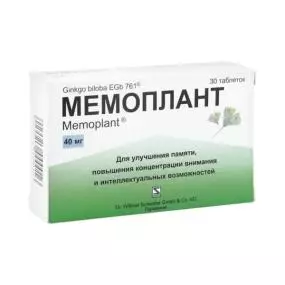 Ginkgo biloba EGb 761®
30 таблеток
МЕМОПЛАНТ
Memoplant®
40 мг
Для улучшения памяти,
повышения концентрации внимания
и интеллектуальных возможностей
Dr. Willmar Schwabe GmbH & Co. KG
Германия